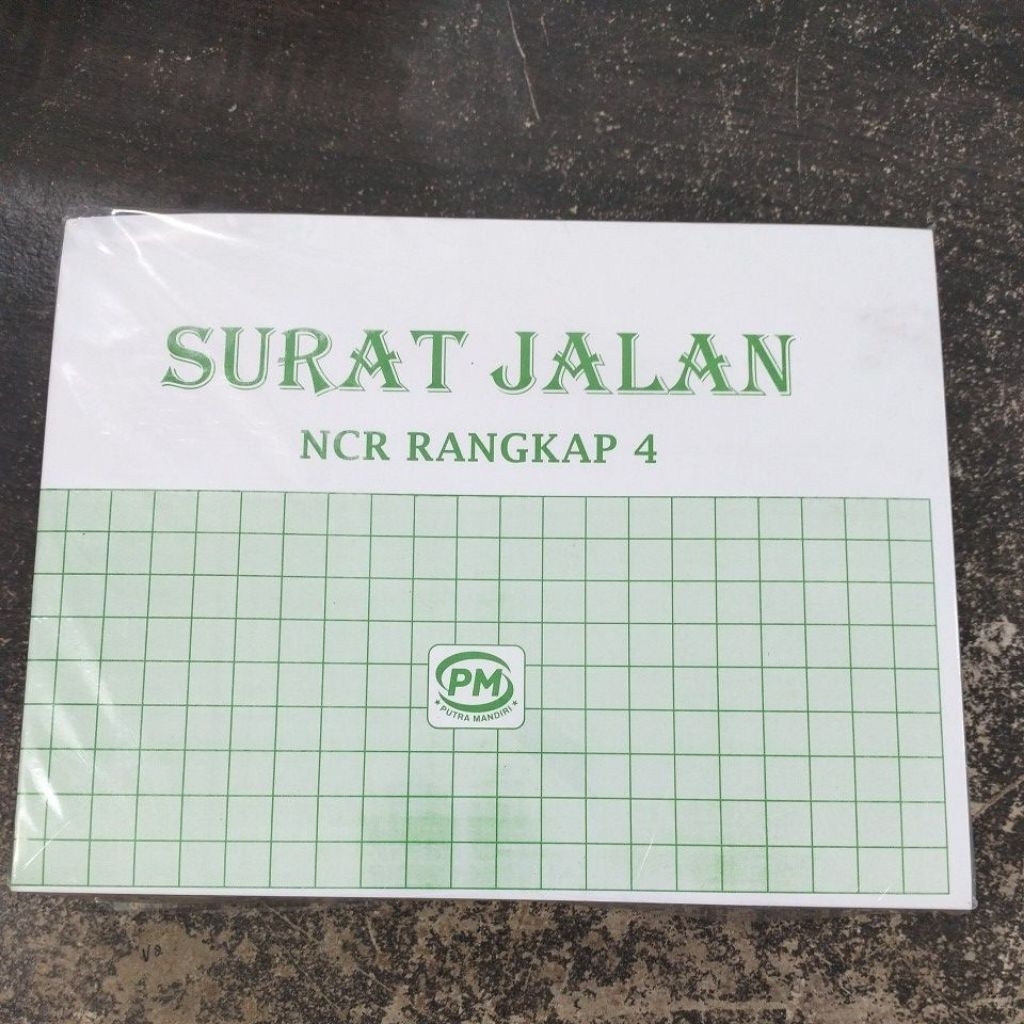 SURAT JALAN
NCR RANGKAP 4
PM
★ PUTRA MANDIRI ★